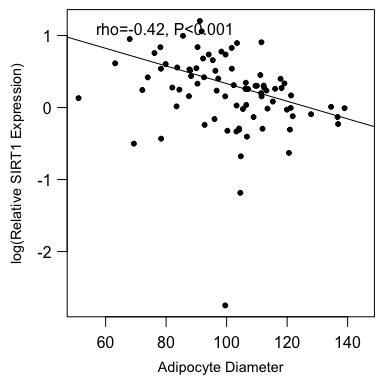 rho=-0.42, P<0.001
1
0
-1
-2
log(Relative SIRT1 Expression)
60 80 100 120 140
Adipocyte Diameter